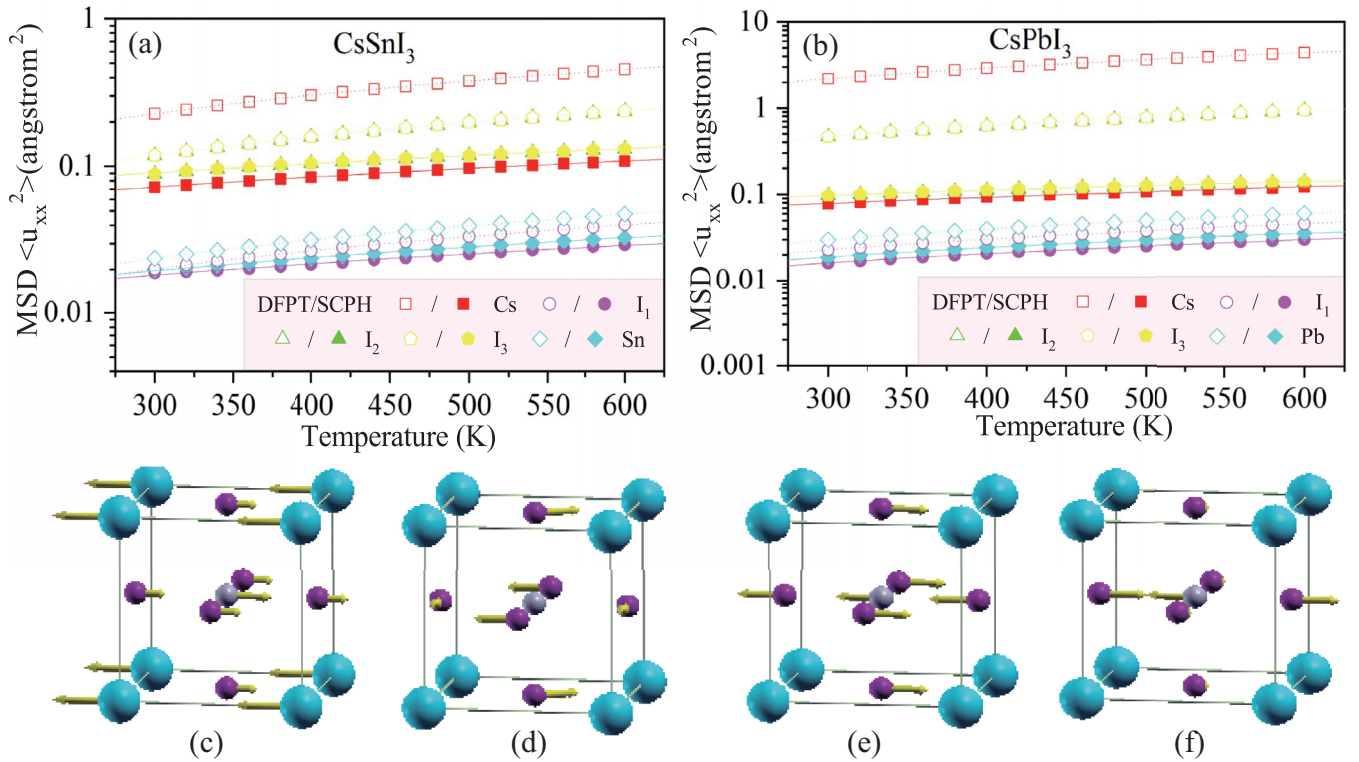 (a)
CsSnI3
MSD <uxx2>(angstrom2)
1
0.1
0.01
DFPT/SCPH / Cs / I1
/ I2 / I3 / Sn
300 350 400 450 500 550 600
Temperature (K)
(b)
CsPbI3
MSD <uxx2>(angstrom2)
10
1
0.1
0.01
0.001
DFPT/SCPH / Cs / I1
/ I2 / I3 / Pb
300 350 400 450 500 550 600
Temperature (K)
(c) (d) (e) (f)